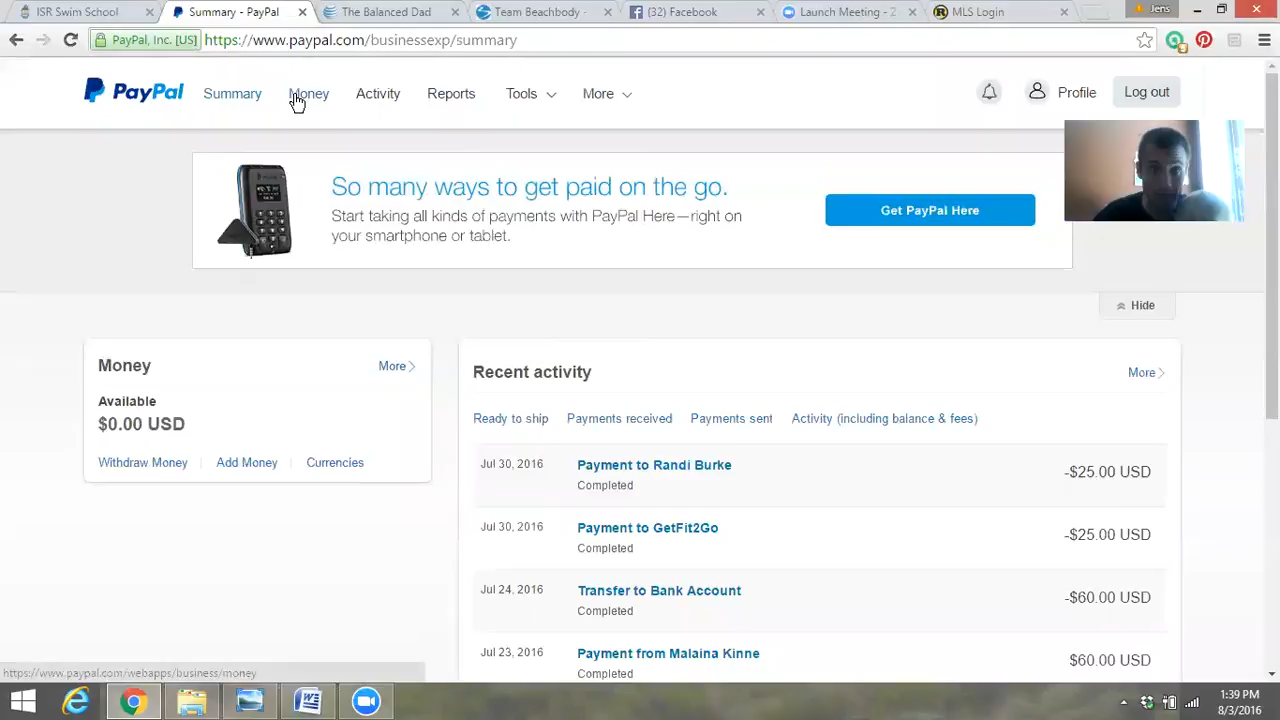 ISR Swim School
Summary - PayPal
The Balanced Dad
Team Beachbody -
(32) Facebook
Launch Meeting - Z
MLS Login
Jens
PayPal, Inc. [US]
https://www.paypal.com/businessexp/summary
PayPal
Summary
Money
Activity
Reports
Tools
More
Profile
Log out
So many ways to get paid on the go.
Start taking all kinds of payments with PayPal Here—right on
your smartphone or tablet.
Get PayPal Here
Hide
Money
More
Available
$0.00 USD
Withdraw Money
Add Money
Currencies
Recent activity
More
Ready to ship
Payments received
Payments sent
Activity (including balance & fees)
Jul 30, 2016
Payment to Randi Burke
Completed
-$25.00 USD
Jul 30, 2016
Payment to GetFit2Go
Completed
-$25.00 USD
Jul 24, 2016
Transfer to Bank Account
Completed
-$60.00 USD
Jul 23, 2016
Payment from Malaina Kinne
Completed
$60.00 USD
https://www.paypal.com/webapps/business/money
1:39 PM
8/3/2016